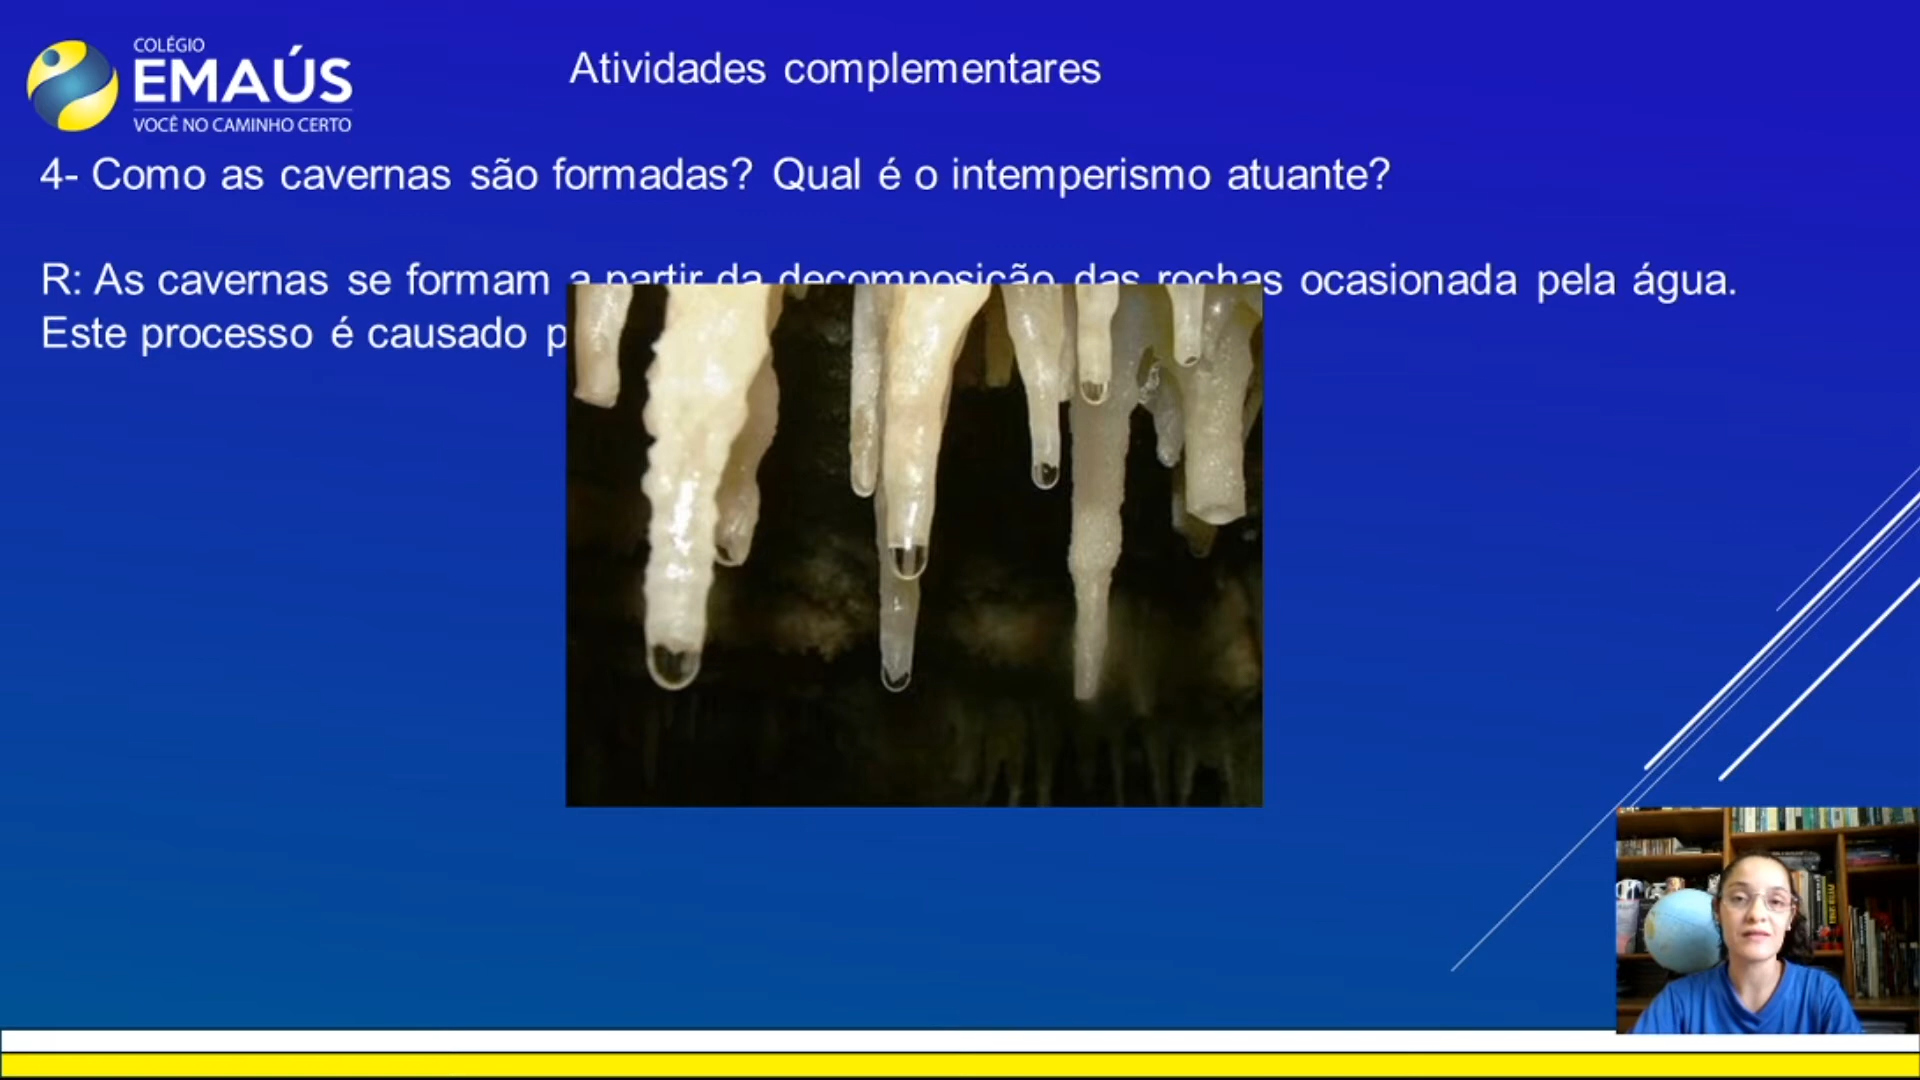 COLÉGIO
EMAÚS
VOCÊ NO CAMINHO CERTO
Atividades complementares
4- Como as cavernas são formadas? Qual é o intemperismo atuante?
R: As cavernas se formam a partir da decomposição das rochas ocasionada pela água.
Este processo é causado